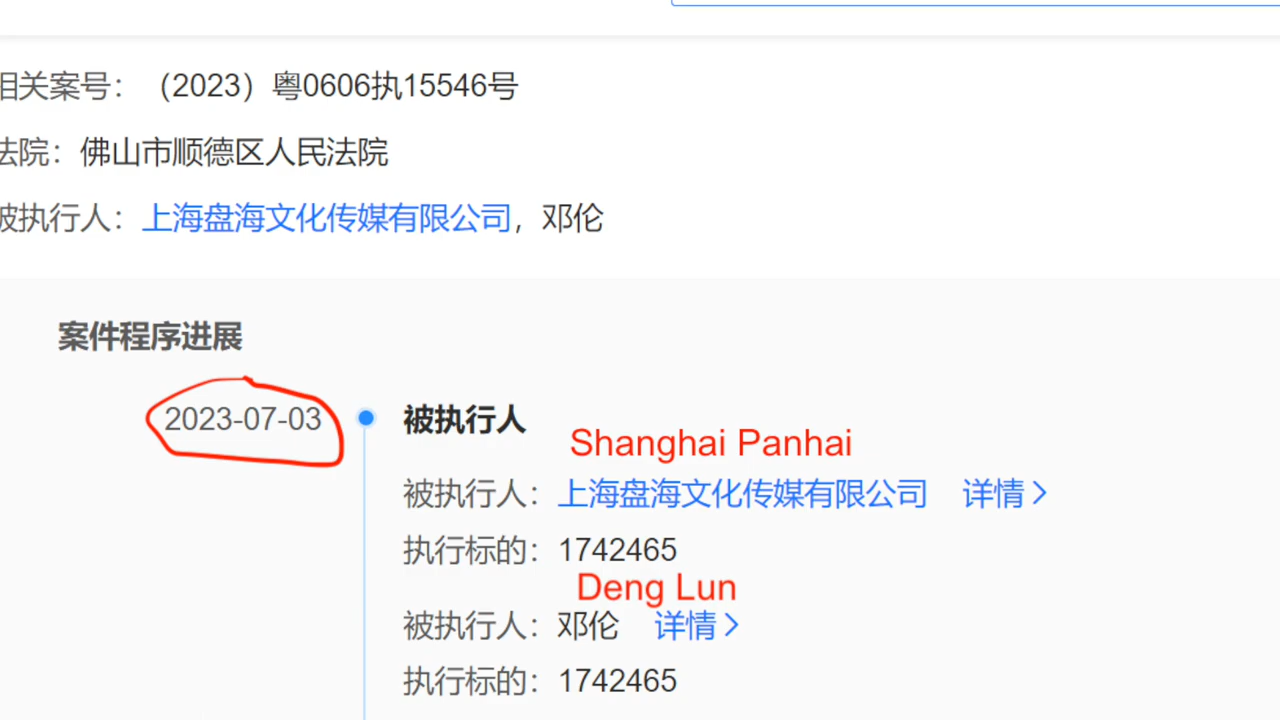 相关案号：（2023）粤0606执15546号
法院：佛山市顺德区人民法院
被执行人：上海盘海文化传媒有限公司，邓伦
案件程序进展
2023-07-03 被执行人
Shanghai Panhai
被执行人：上海盘海文化传媒有限公司 详情 >
执行标的：1742465
Deng Lun
被执行人：邓伦 详情 >
执行标的：1742465